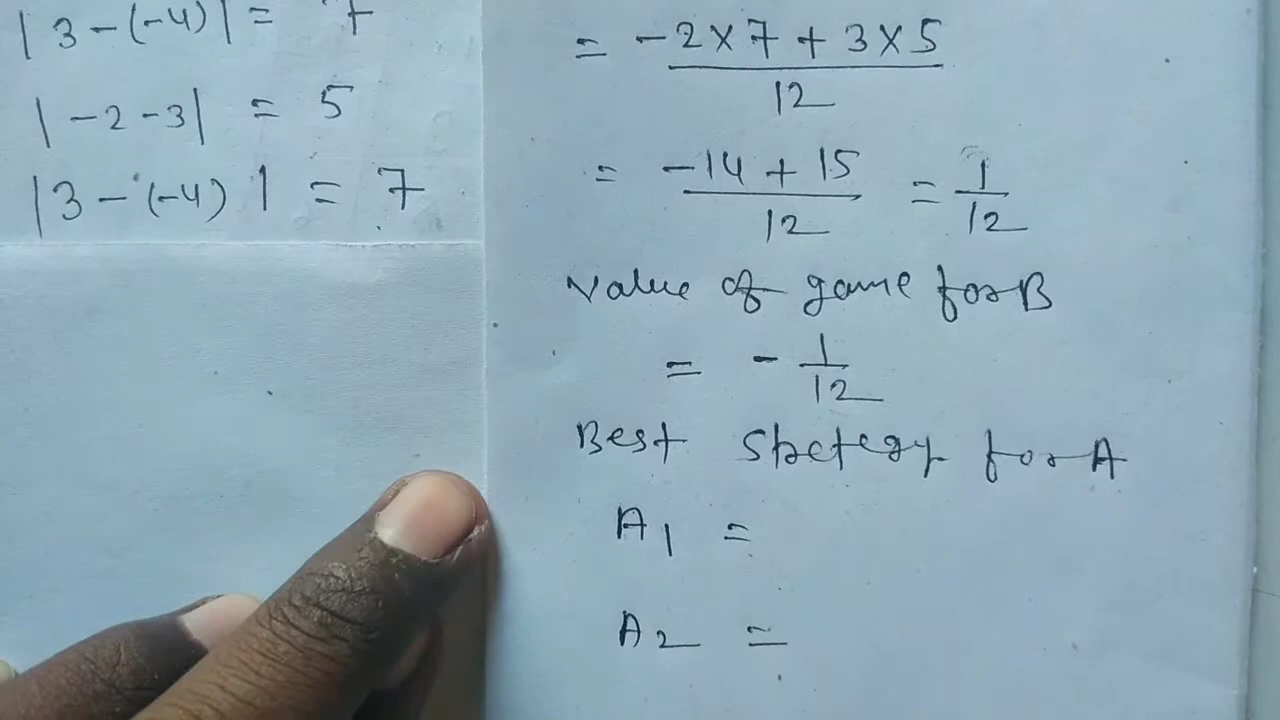 |3-(-4)| = 7
|-2-3| = 5
|3-(-4)| = 7
= -2×7+3×5 / 12
= -14+15 / 12 = 1/12
Value of game for B
= -1/12
Best Stretegy for A
A1 =
A2 =